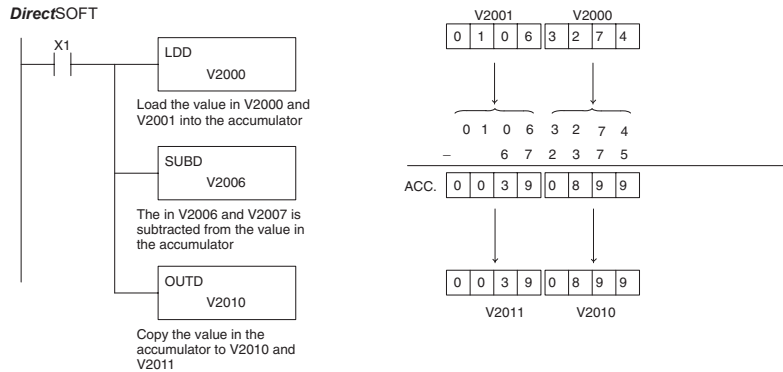 DirectSOFT
X1
LDD
V2000
Load the value in V2000 and
V2001 into the accumulator
SUBD
V2006
The in V2006 and V2007 is
subtracted from the value in
the accumulator
OUTD
V2010
Copy the value in the
accumulator to V2010 and
V2011
V2001 V2000
0 1 0 6 3 2 7 4
0 1 0 6 3 2 7 4
– 6 7 2 3 7 5
ACC. 0 0 3 9 0 8 9 9
0 0 3 9 0 8 9 9
V2011 V2010